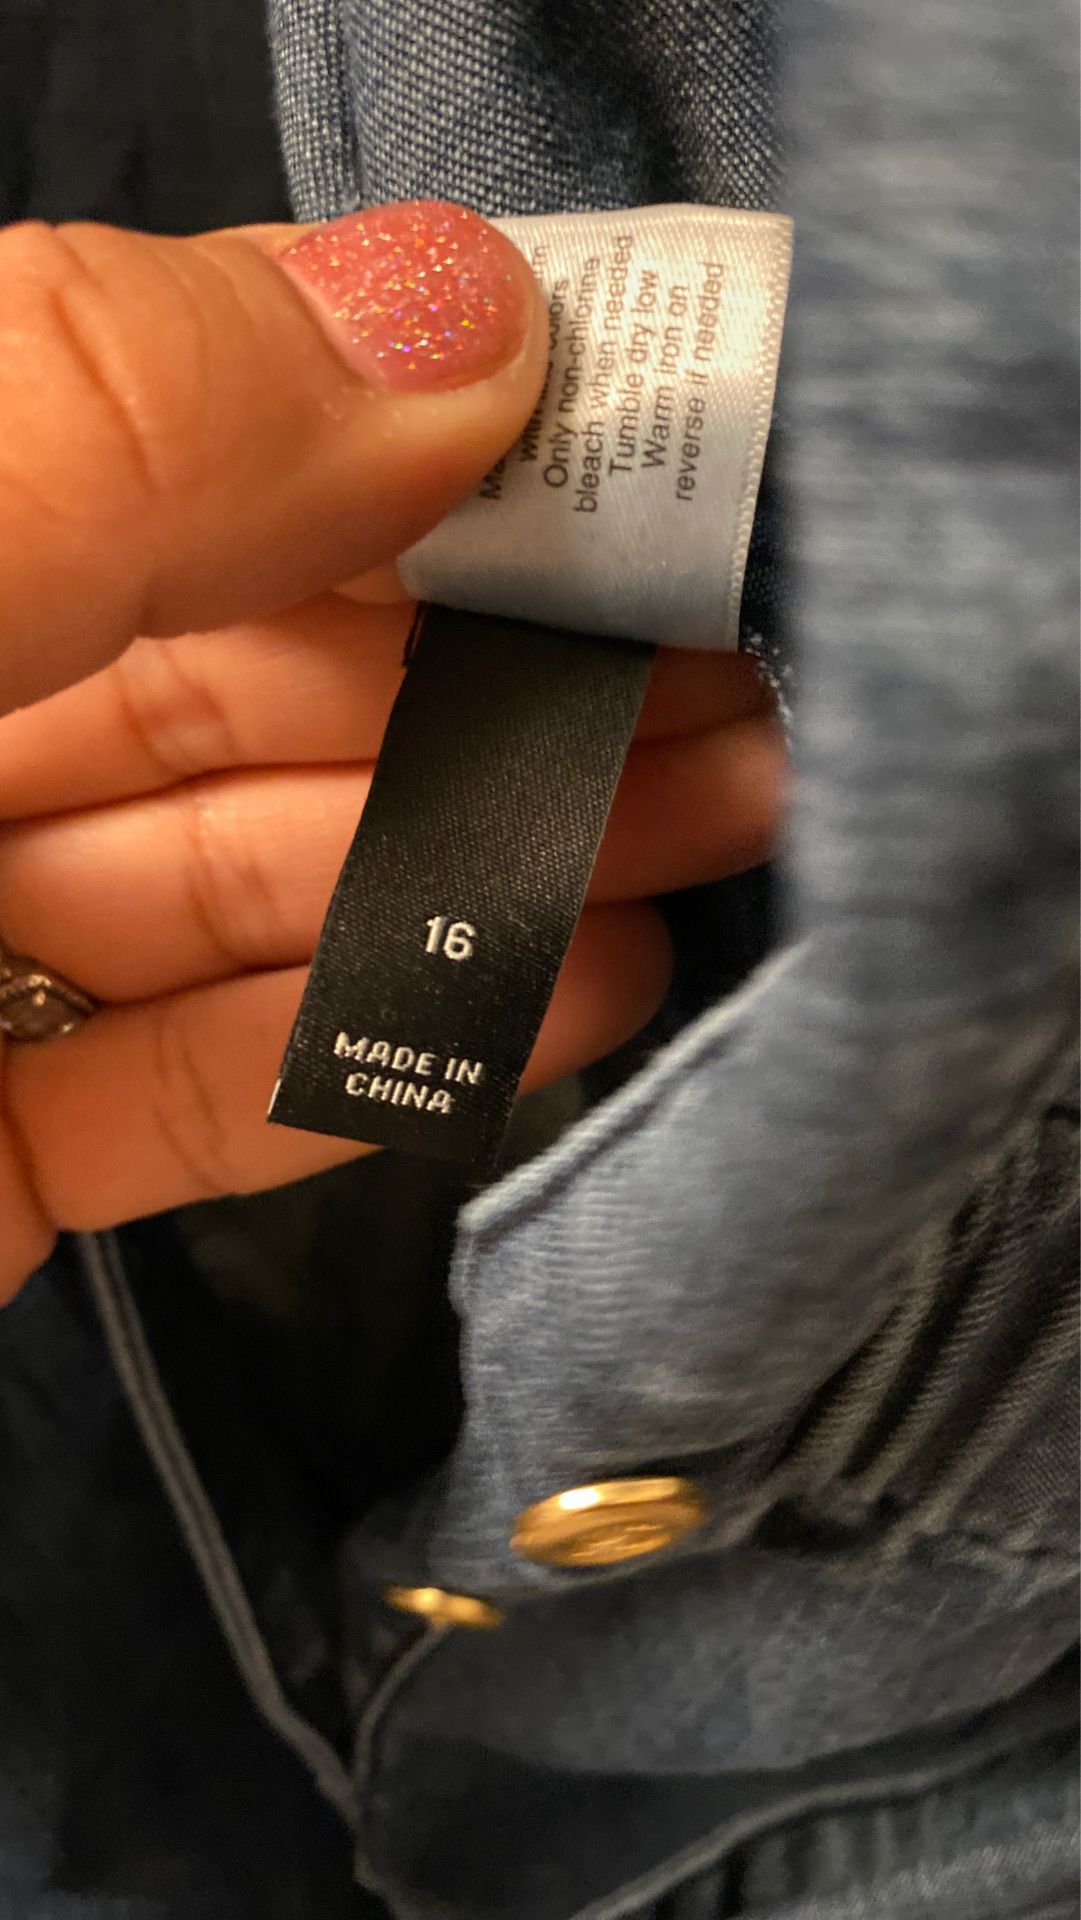 colors
Only non-chlorine
bleach when needed
Tumble dry low
Warm iron on
reverse if needed
16
MADE IN
CHINA